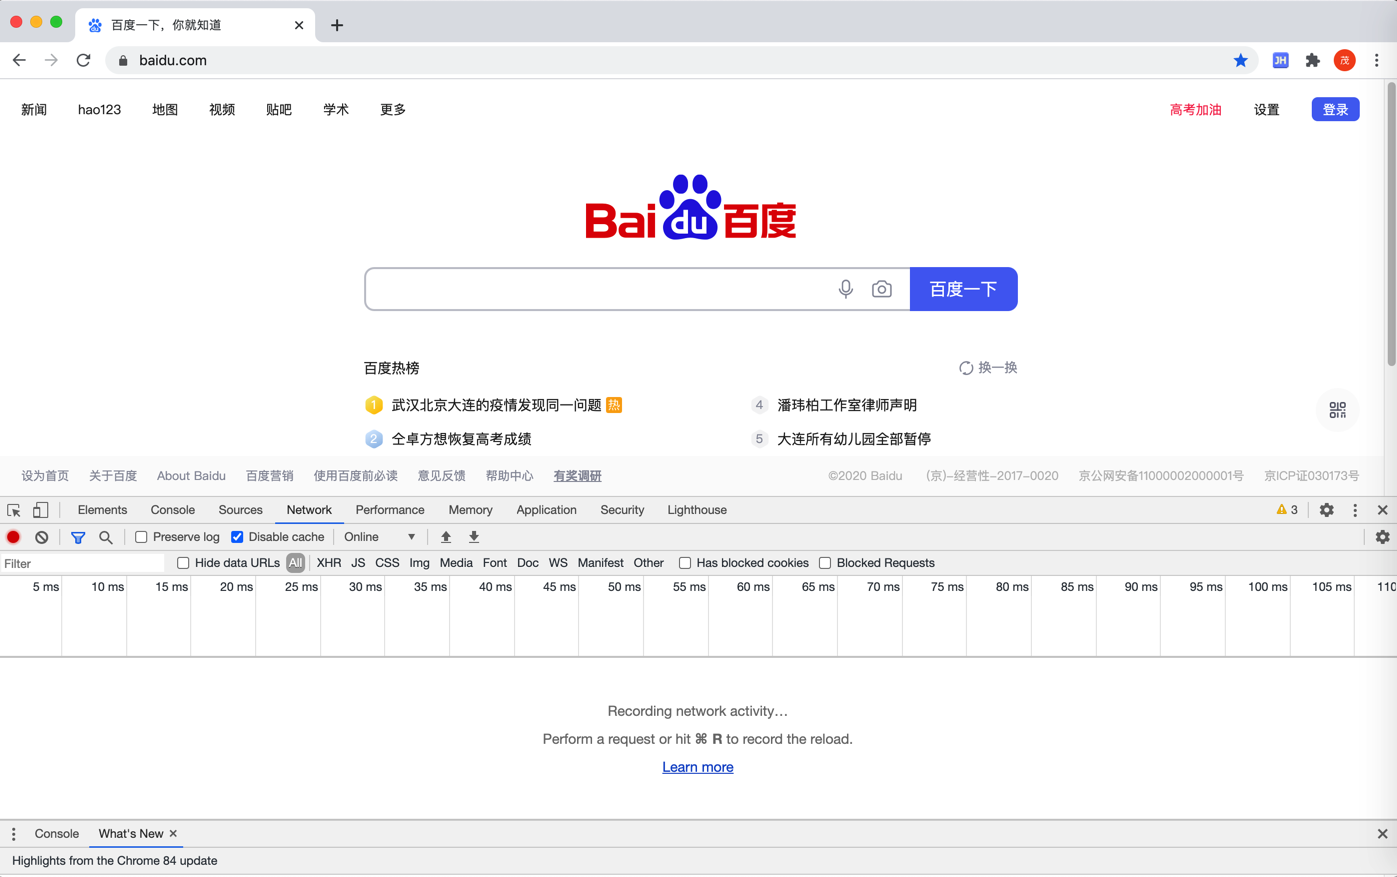 百度一下，你就知道
baidu.com
JH
茂
新闻 hao123 地图 视频 贴吧 学术 更多 高考加油 设置 登录
Bai du 百度
百度一下
百度热榜 换一换
1 武汉北京大连的疫情发现同一问题 热 4 潘玮柏工作室律师声明
2 仝卓方想恢复高考成绩 5 大连所有幼儿园全部暂停
设为首页 关于百度 About Baidu 百度营销 使用百度前必读 意见反馈 帮助中心 有奖调研 ©2020 Baidu (京)-经营性-2017-0020 京公网安备11000002000001号 京ICP证030173号
Elements Console Sources Network Performance Memory Application Security Lighthouse 3
Preserve log Disable cache Online
Filter Hide data URLs All XHR JS CSS Img Media Font Doc WS Manifest Other Has blocked cookies Blocked Requests
5 ms 10 ms 15 ms 20 ms 25 ms 30 ms 35 ms 40 ms 45 ms 50 ms 55 ms 60 ms 65 ms 70 ms 75 ms 80 ms 85 ms 90 ms 95 ms 100 ms 105 ms 110
Recording network activity…
Perform a request or hit ⌘ R to record the reload.
Learn more
Console What's New
Highlights from the Chrome 84 update